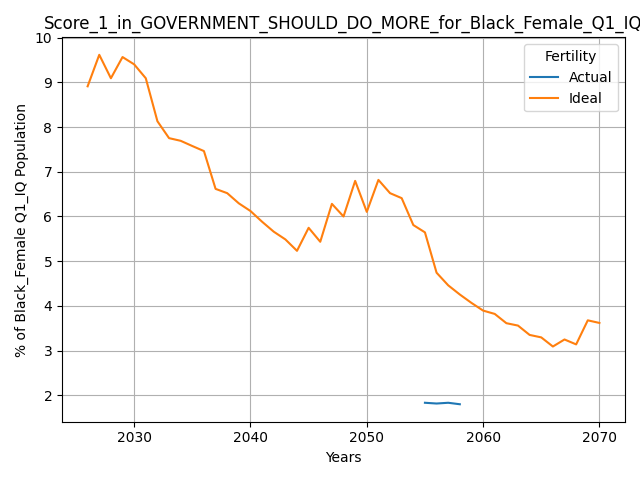 Score_1_in_GOVERNMENT_SHOULD_DO_MORE_for_Black_Female_Q1_IQ
Fertility
Actual
Ideal
% of Black_Female Q1_IQ Population
10
9
8
7
6
5
4
3
2
2030 2040 2050 2060 2070
Years